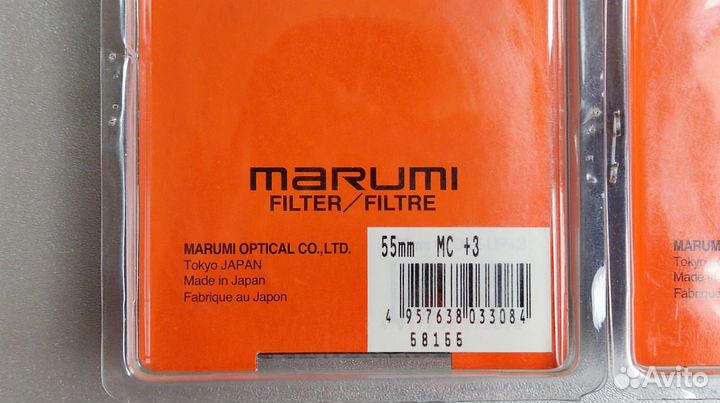 marumi
FILTER/FILTRE
MARUMI OPTICAL CO.,LTD.
Tokyo JAPAN
Made in Japan
Fabrique au Japon
55mm MC +3
4 957638 033084
58155
MARUM
Tokyo
Made in
Fabriqu
Avito